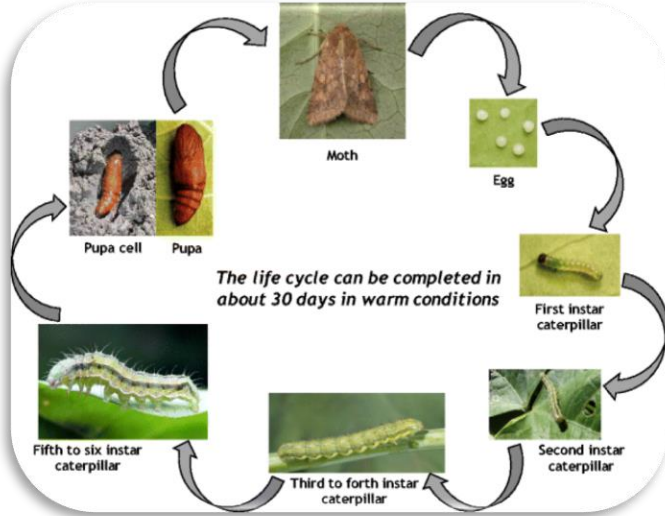 Moth
Egg
First instar
caterpillar
Second instar
caterpillar
Third to forth instar
caterpillar
Fifth to six instar
caterpillar
Pupa cell
Pupa
The life cycle can be completed in
about 30 days in warm conditions